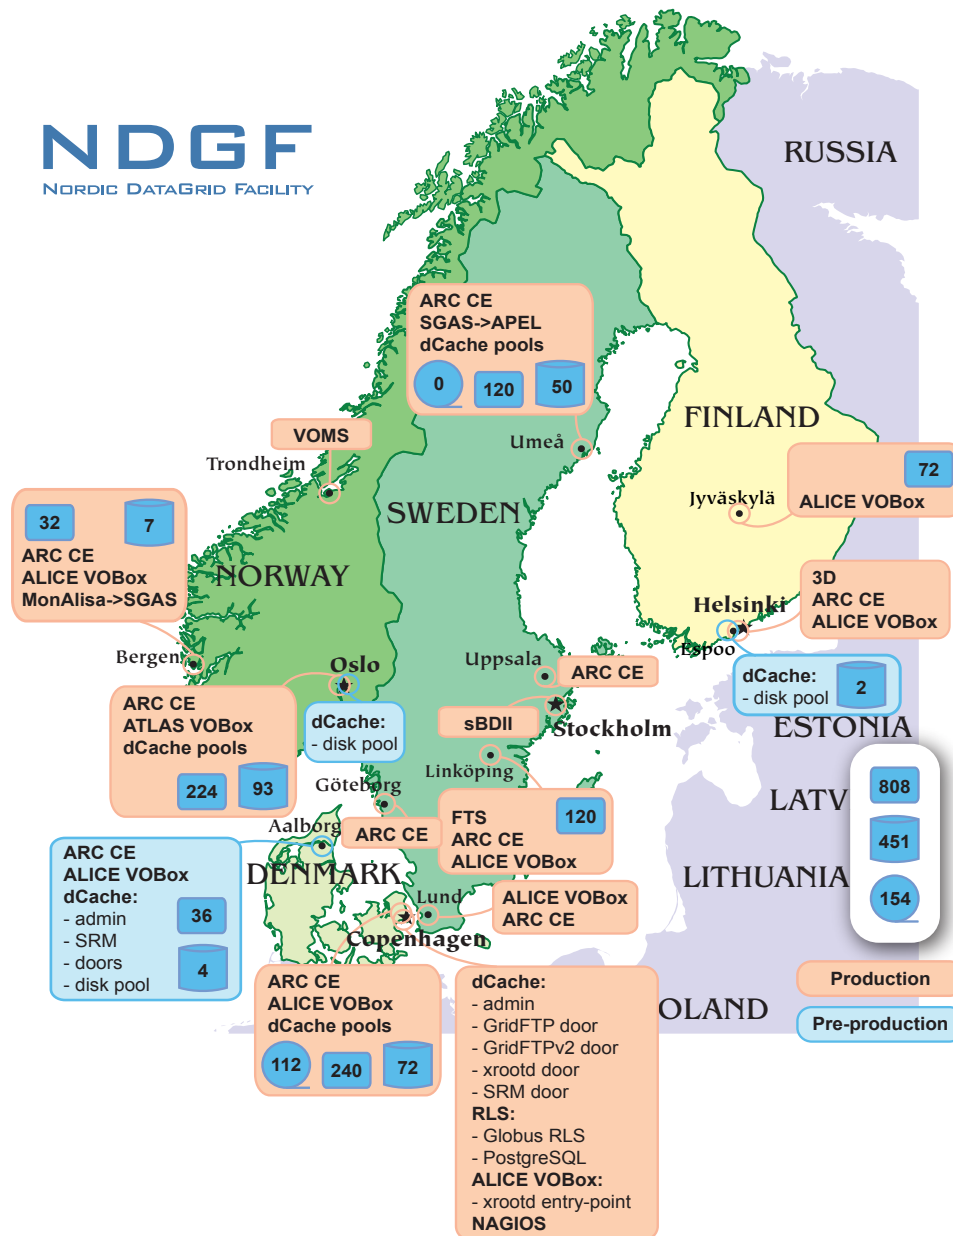 NDGF
NORDIC DATAGRID FACILITY
RUSSIA
ARC CE
SGAS->APEL
dCache pools
0
120
50
FINLAND
VOMS
Umeå
Trondheim
72
ALICE VOBox
Jyväskylä
SWEDEN
32
7
ARC CE
ALICE VOBox
MonAlisa->SGAS
NORWAY
3D
ARC CE
ALICE VOBox
Helsinki
Espoo
Bergen
Oslo
Uppsala
ARC CE
dCache:
- disk pool
2
ARC CE
ATLAS VOBox
dCache pools
224
93
dCache:
- disk pool
sBDII
Stockholm
ESTONIA
Linköping
Göteborg
808
451
154
LATV
FTS
ARC CE
ALICE VOBox
120
Aalborg
ARC CE
DENMARK
LITHUANIA
ARC CE
ALICE VOBox
dCache:
- admin
- SRM
- doors
- disk pool
36
4
Lund
ALICE VOBox
ARC CE
Copenhagen
ARC CE
ALICE VOBox
dCache pools
112
240
72
dCache:
- admin
- GridFTP door
- GridFTPv2 door
- xrootd door
- SRM door
RLS:
- Globus RLS
- PostgreSQL
ALICE VOBox:
- xrootd entry-point
NAGIOS
OLAND
Production
Pre-production